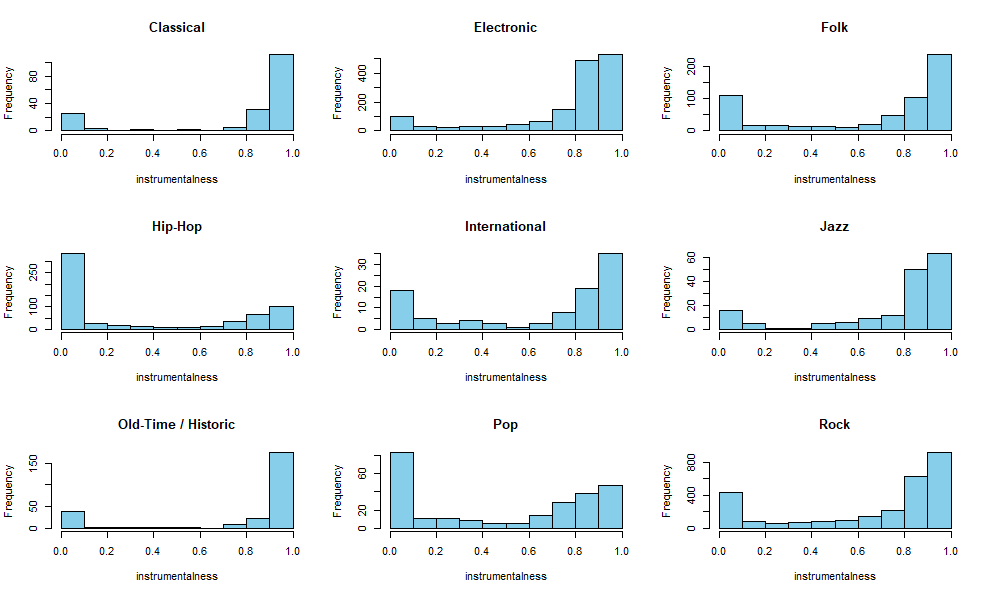 Classical
Frequency
0 40 80
0.0 0.2 0.4 0.6 0.8 1.0
instrumentalness
Electronic
Frequency
0 200 400
0.0 0.2 0.4 0.6 0.8 1.0
instrumentalness
Folk
Frequency
0 100 200
0.0 0.2 0.4 0.6 0.8 1.0
instrumentalness
Hip-Hop
Frequency
0 100 250
0.0 0.2 0.4 0.6 0.8 1.0
instrumentalness
International
Frequency
0 10 20 30
0.0 0.2 0.4 0.6 0.8 1.0
instrumentalness
Jazz
Frequency
0 20 40 60
0.0 0.2 0.4 0.6 0.8 1.0
instrumentalness
Old-Time / Historic
Frequency
0 50 150
0.0 0.2 0.4 0.6 0.8 1.0
instrumentalness
Pop
Frequency
0 20 60
0.0 0.2 0.4 0.6 0.8 1.0
instrumentalness
Rock
Frequency
0 400 800
0.0 0.2 0.4 0.6 0.8 1.0
instrumentalness